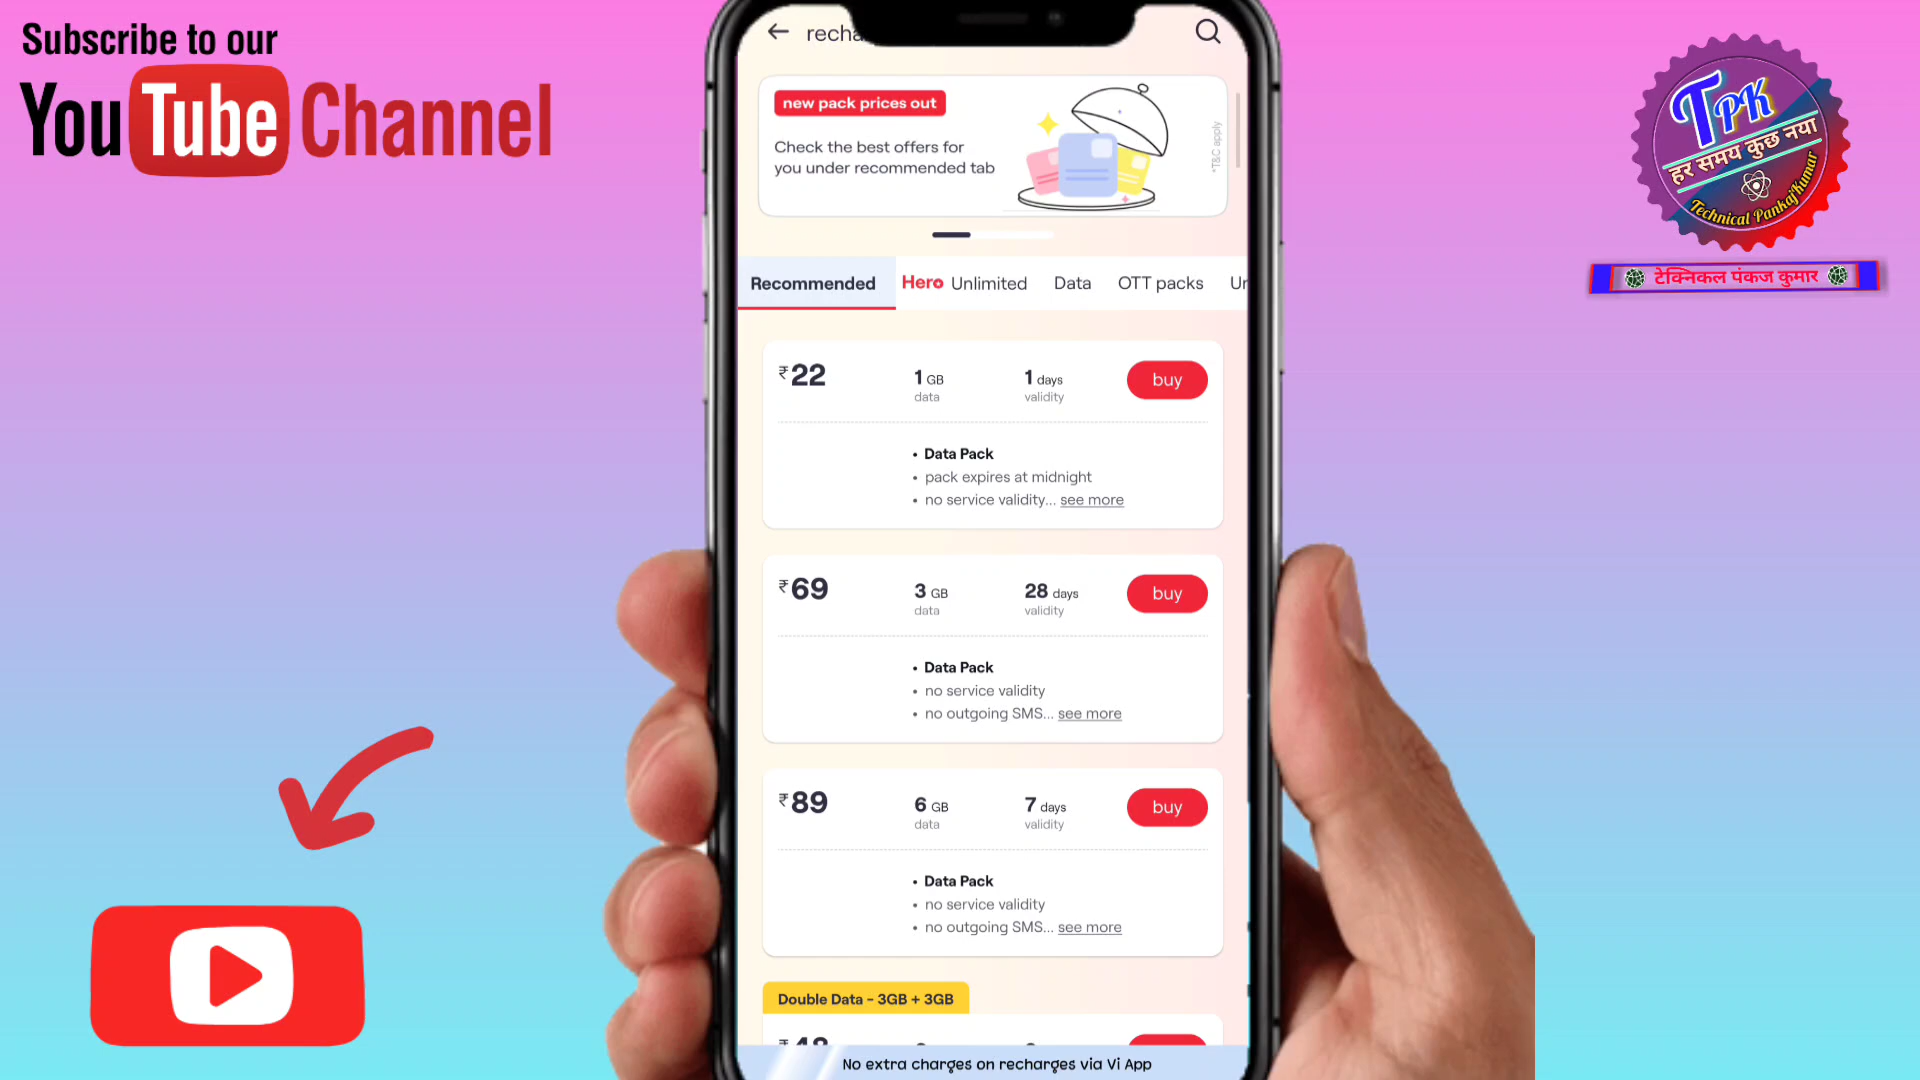 Subscribe to our
YouTube Channel
TPK
हर समय कुछ नया
Technical Pankaj Kumar
टेक्निकल पंकज कुमार
new pack prices out
Check the best offers for
you under recommended tab
*T&C apply
Recommended Hero Unlimited Data OTT packs
₹22 1 GB 1 days buy
data validity
• Data Pack
• pack expires at midnight
• no service validity... see more
₹69 3 GB 28 days buy
data validity
• Data Pack
• no service validity
• no outgoing SMS... see more
₹89 6 GB 7 days buy
data validity
• Data Pack
• no service validity
• no outgoing SMS... see more
Double Data - 3GB + 3GB
No extra charges on recharges via Vi App